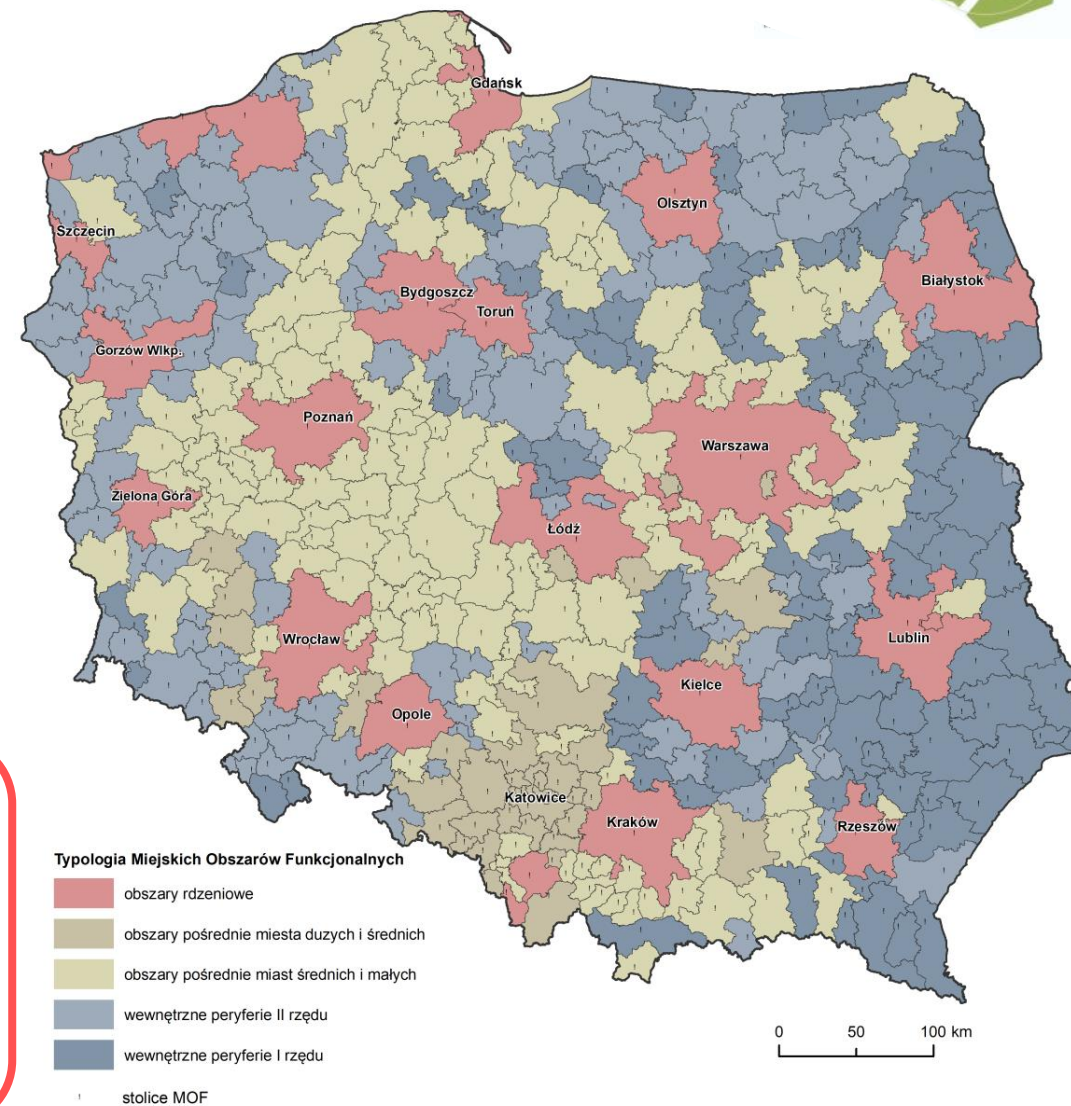 Gdańsk
Olsztyn
Szczecin
Białystok
Bydgoszcz
Toruń
Gorzów Wlkp.
Poznań
Warszawa
Zielona Góra
Łódź
Wrocław
Lublin
Kielce
Opole
Katowice
Kraków
Rzeszów
Typologia Miejskich Obszarów Funkcjonalnych
obszary rdzeniowe
obszary pośrednie miesta duzych i średnich
obszary pośrednie miast średnich i małych
wewnętrzne peryferie II rzędu
wewnętrzne peryferie I rzędu
stolice MOF
0 50 100 km